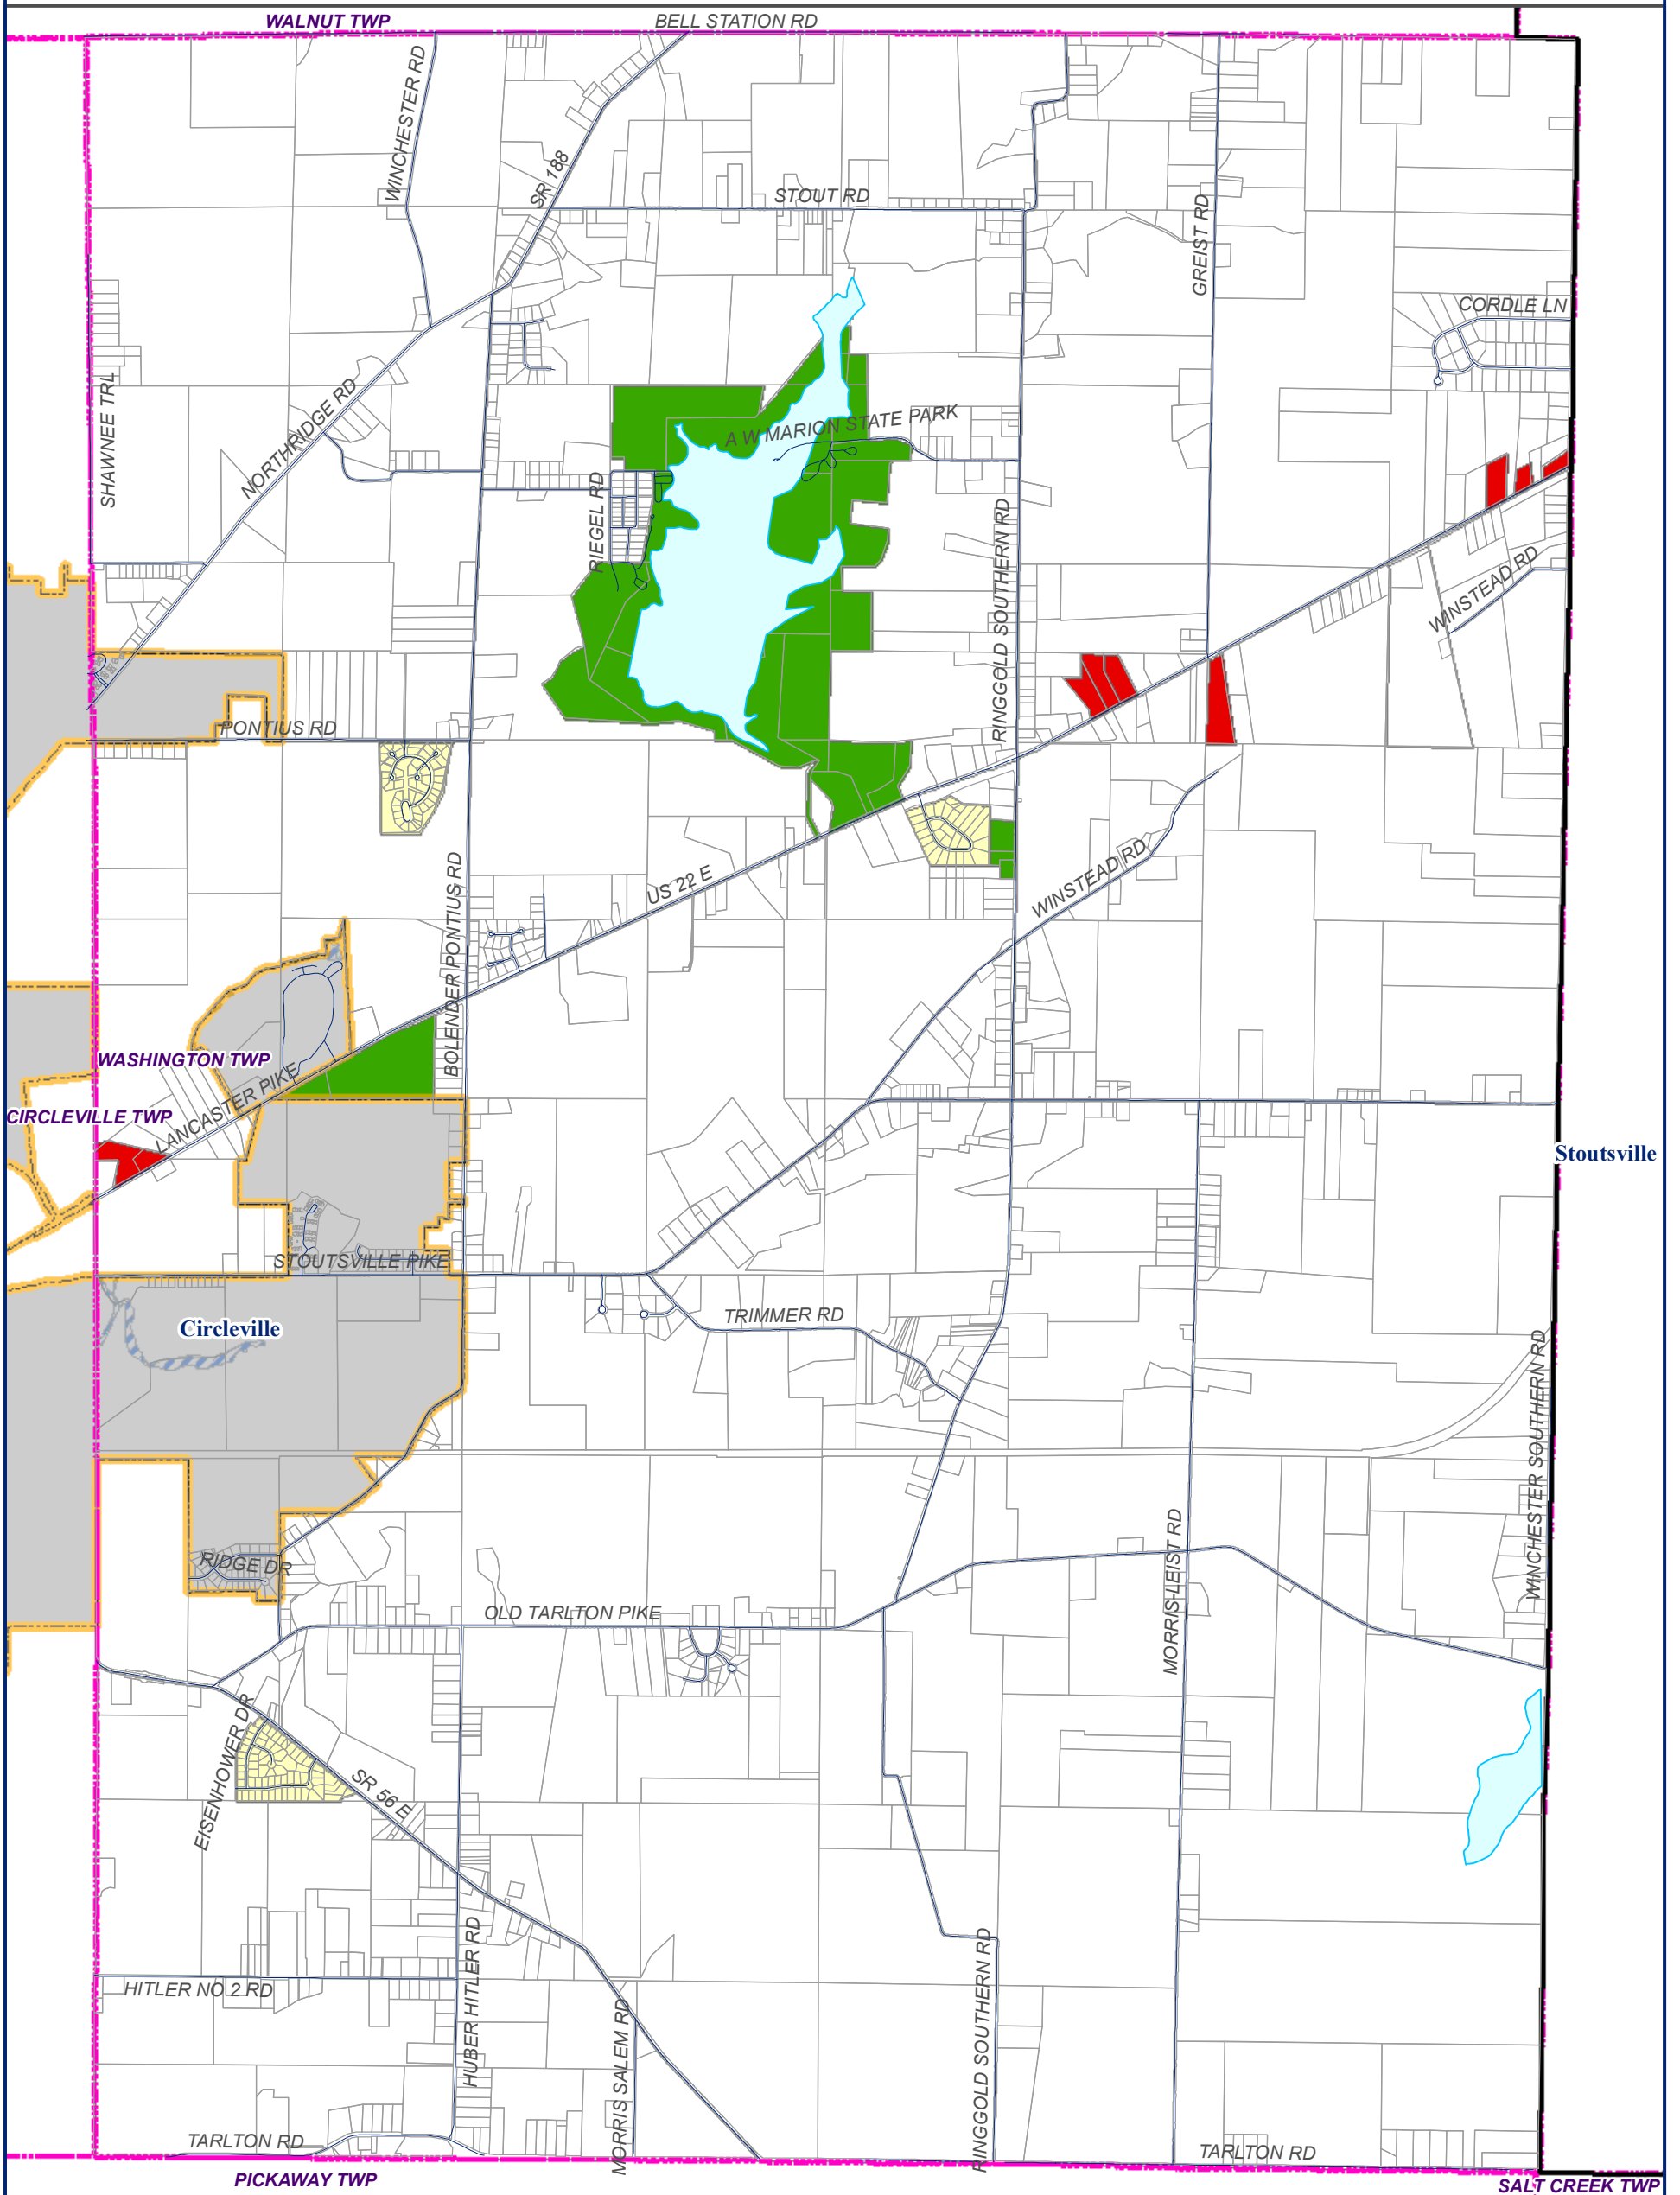 WALNUT TWP
BELL STATION RD
WINCHESTER RD
SR 188
STOUT RD
GREIST RD
CORDLE LN
SHAWNEE TRL
NORTHRIDGE RD
A W MARION STATE PARK
RIEGEL RD
RINGGOLD SOUTHERN RD
WINSTEAD RD
PONTIUS RD
BOLENDER PONTIUS RD
US 22 E
WINSTEAD RD
WASHINGTON TWP
LANCASTER PIKE
CIRCLEVILLE TWP
Stoutsville
STOUTSVILLE PIKE
Circleville
TRIMMER RD
WINCHESTER SOUTHERN RD
RIDGE DR
MORRIS-LEIST RD
OLD TARLTON PIKE
EISENHOWER DR
SR 56 E
HITLER NO 2 RD
HUBER HITLER RD
MORRIS SALEM RD
RINGGOLD SOUTHERN RD
TARLTON RD
TARLTON RD
PICKAWAY TWP
SALT CREEK TWP